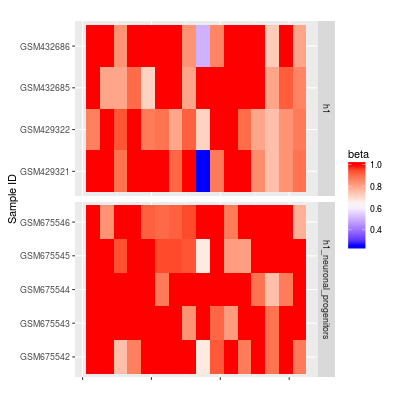 GSM432686
GSM432685
GSM429322
GSM429321
h1
GSM675546
GSM675545
GSM675544
GSM675543
GSM675542
h1_neuronal_progenitors
Sample ID
beta
1.0
0.8
0.6
0.4